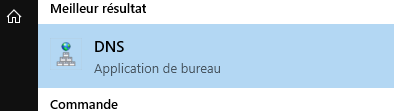 Meilleur résultat
DNS
Application de bureau
Commande